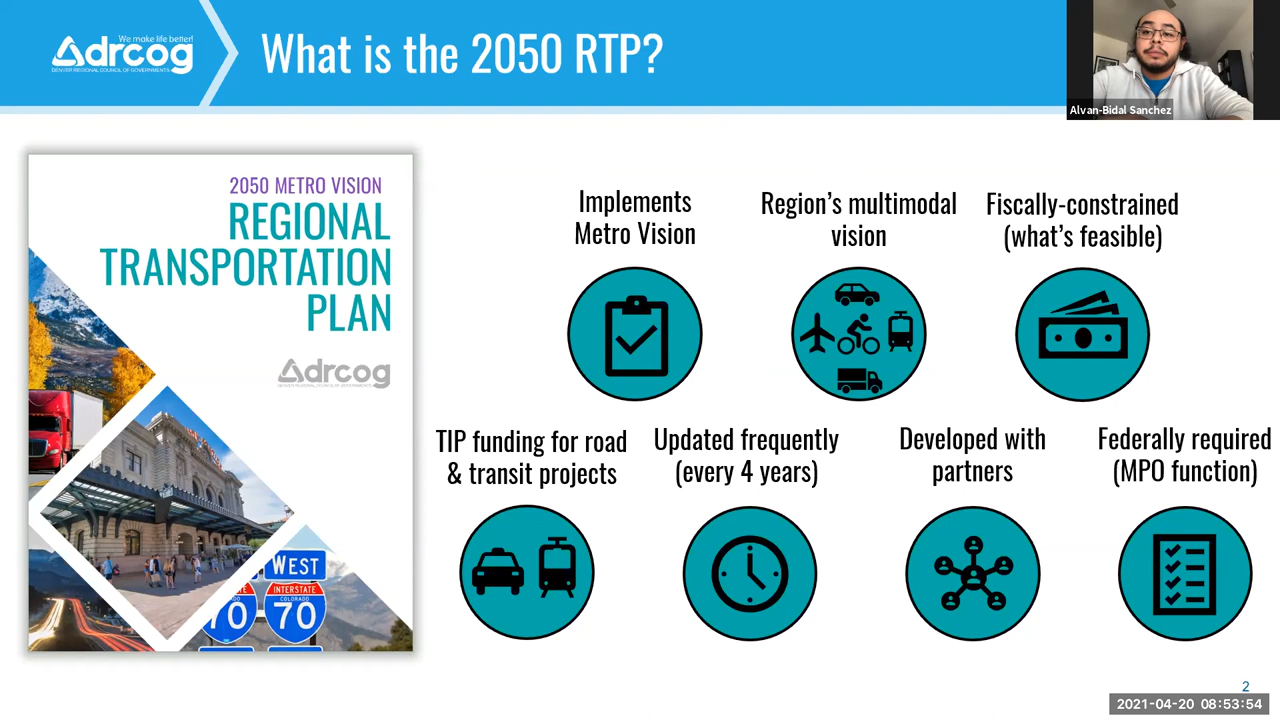 We make life better!
drcog
DENVER REGIONAL COUNCIL OF GOVERNMENTS
What is the 2050 RTP?
Alvan-Bidal Sanchez
2050 METRO VISION
REGIONAL
TRANSPORTATION
PLAN
drcog
WEST
INTERSTATE
COLORADO
70
70
Implements
Metro Vision
Region's multimodal
vision
Fiscally-constrained
(what's feasible)
TIP funding for road
& transit projects
Updated frequently
(every 4 years)
Developed with
partners
Federally required
(MPO function)
2
2021-04-20 08:53:54